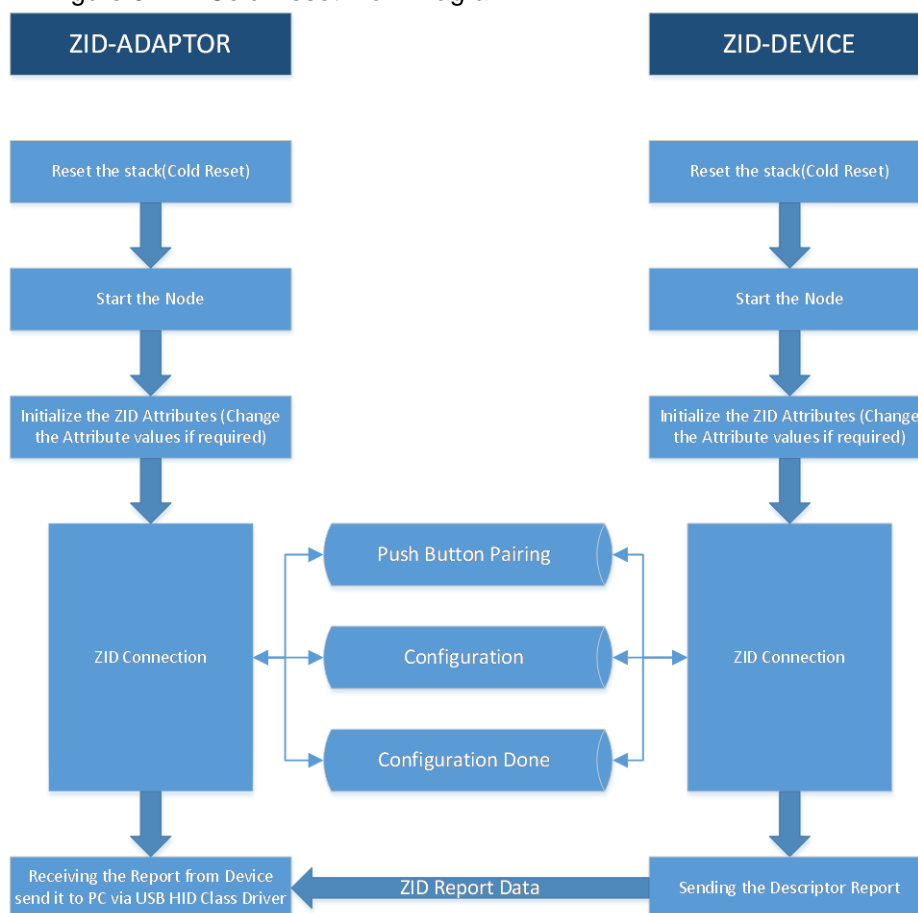 ZID-ADAPTOR
ZID-DEVICE
Reset the stack(Cold Reset)
Reset the stack(Cold Reset)
Start the Node
Start the Node
Initialize the ZID Attributes (Change
the Attribute values if required)
Initialize the ZID Attributes (Change
the Attribute values if required)
Push Button Pairing
ZID Connection
Configuration
ZID Connection
Configuration Done
Receiving the Report from Device
send it to PC via USB HID Class Driver
ZID Report Data
Sending the Descriptor Report